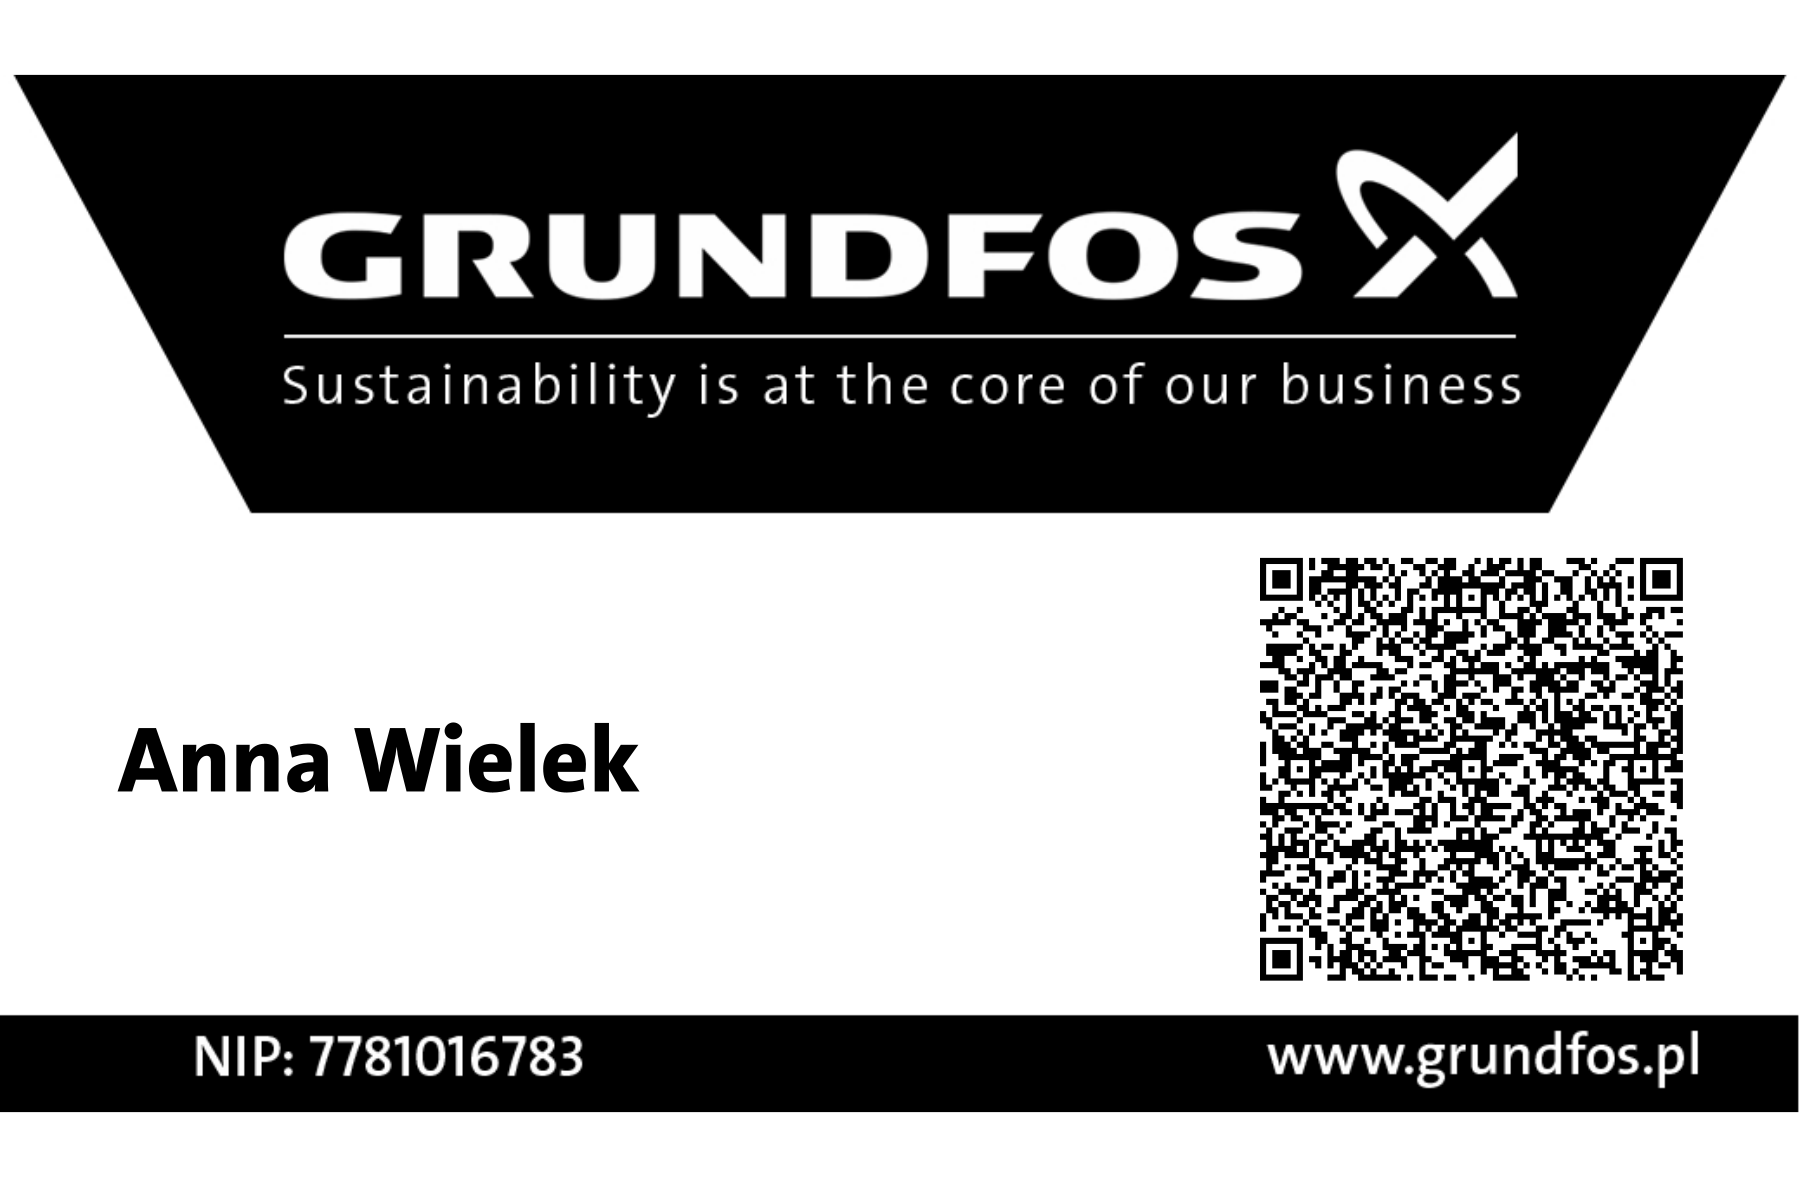 GRUNDFOS
Sustainability is at the core of our business
Anna Wielek
NIP: 7781016783
www.grundfos.pl